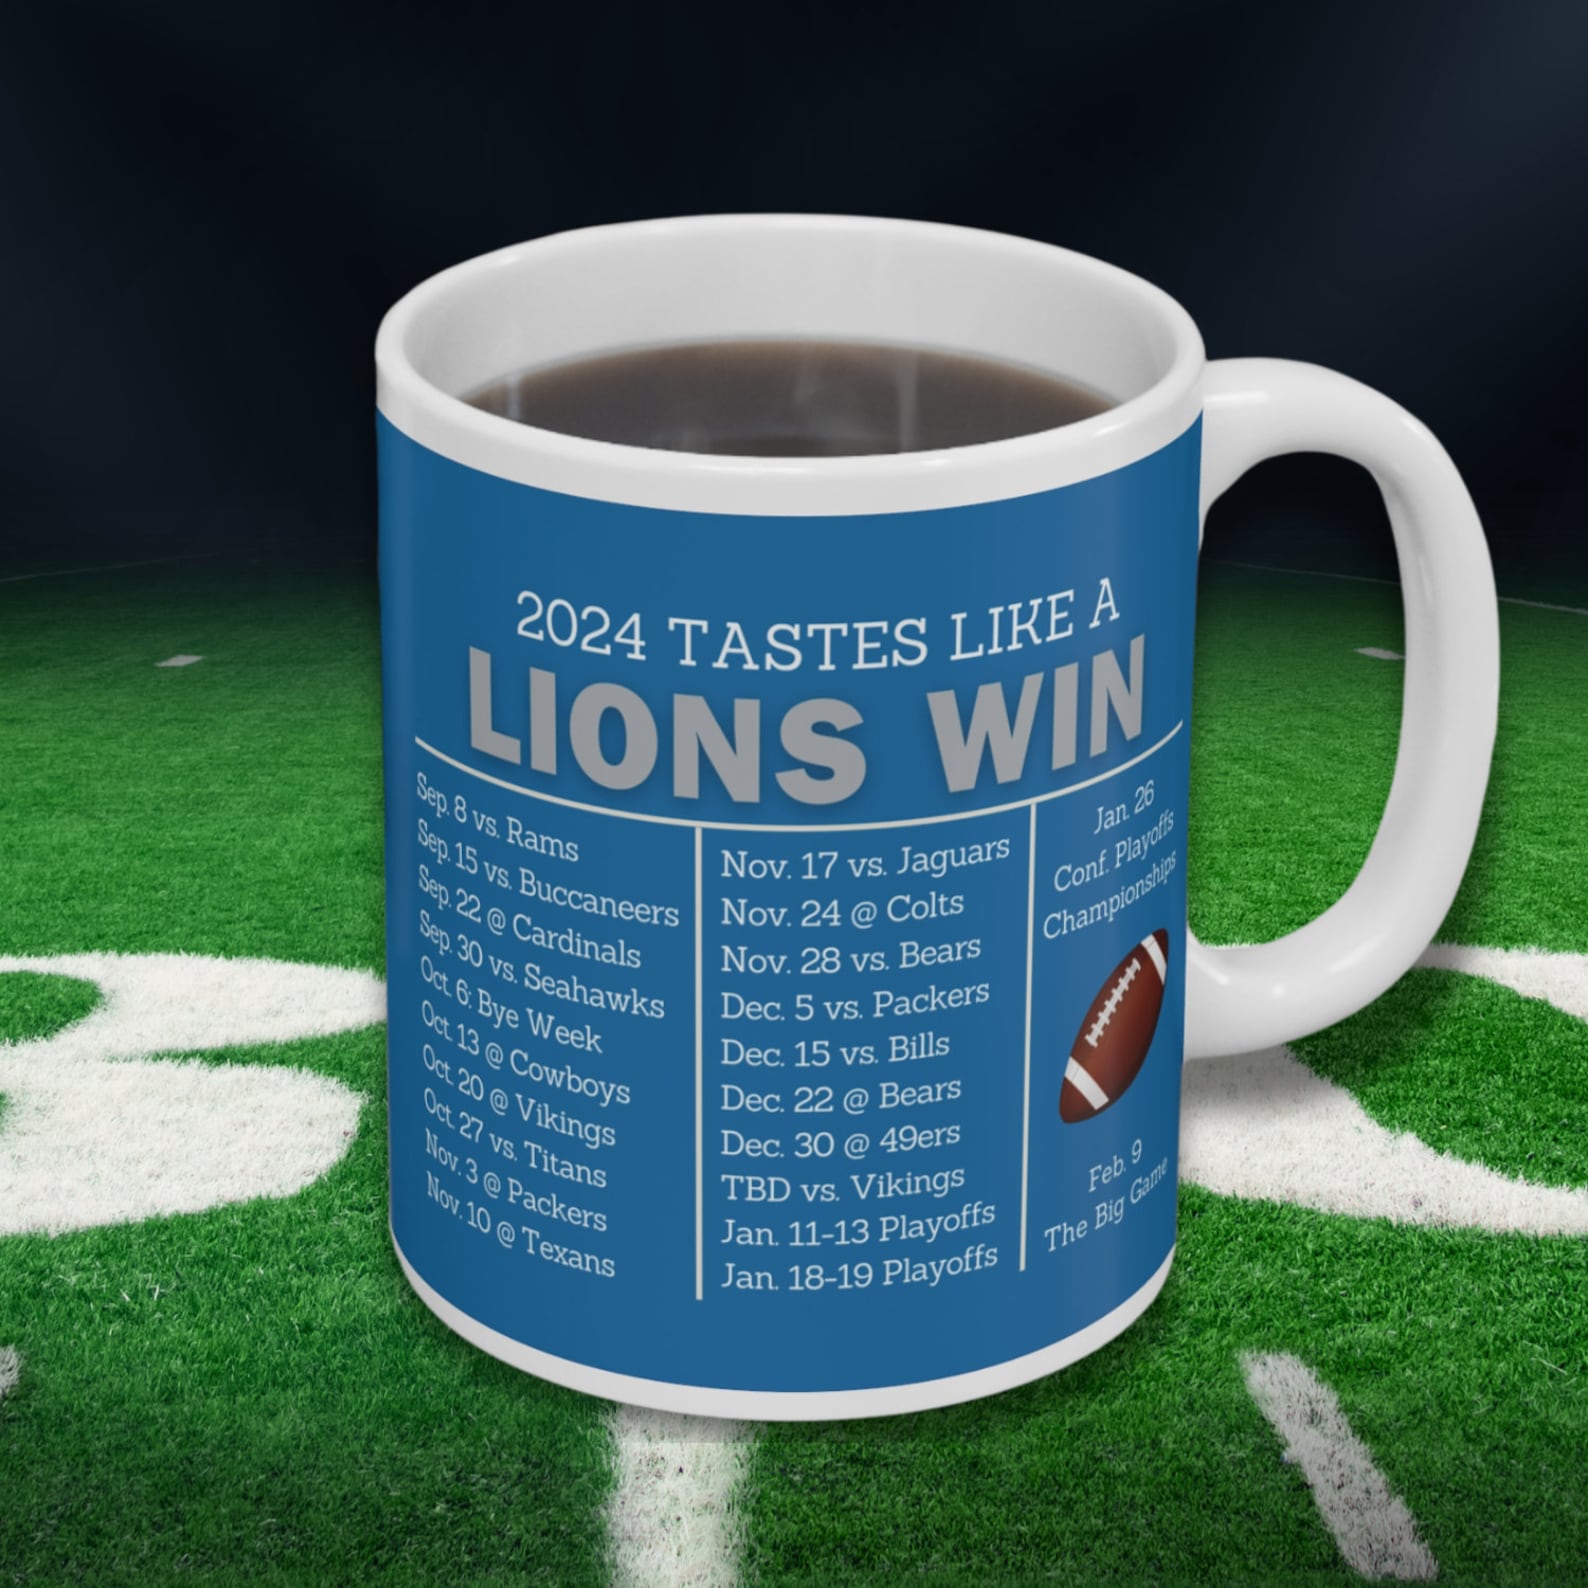 2024 TASTES LIKE A
LIONS WIN
Sep. 8 vs. Rams
Sep. 15 vs. Buccaneers
Sep. 22 @ Cardinals
Sep. 30 vs. Seahawks
Oct. 6: Bye Week
Oct. 13 @ Cowboys
Oct. 20 @ Vikings
Oct. 27 vs. Titans
Nov. 3 @ Packers
Nov. 10 @ Texans
Nov. 17 vs. Jaguars
Nov. 24 @ Colts
Nov. 28 vs. Bears
Dec. 5 vs. Packers
Dec. 15 vs. Bills
Dec. 22 @ Bears
Dec. 30 @ 49ers
TBD vs. Vikings
Jan. 11-13 Playoffs
Jan. 18-19 Playoffs
Jan. 26
Conf. Playoffs
Championships
Feb. 9
The Big Game